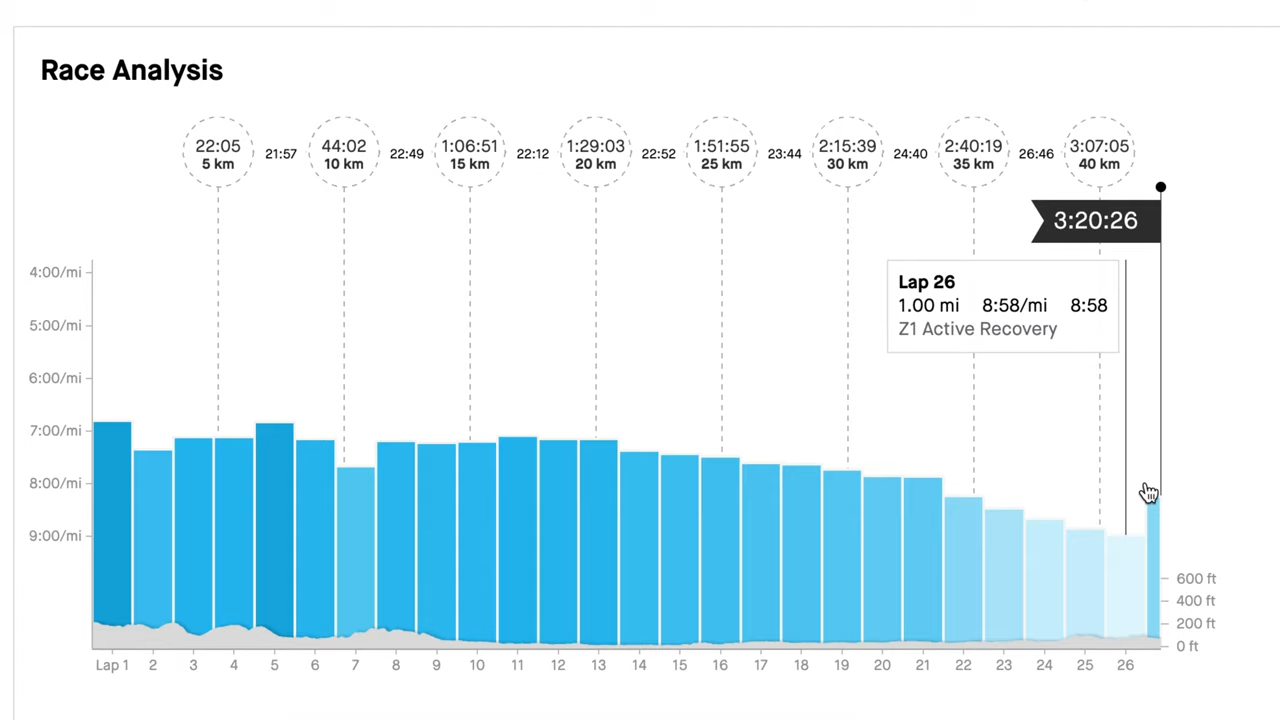 Race Analysis
22:05 21:57 44:02 22:49 1:06:51 22:12 1:29:03 22:52 1:51:55 23:44 2:15:39 24:40 2:40:19 26:46 3:07:05
5 km 10 km 15 km 20 km 25 km 30 km 35 km 40 km
3:20:26
4:00/mi
5:00/mi
6:00/mi
7:00/mi
8:00/mi
9:00/mi
Lap 26
1.00 mi 8:58/mi 8:58
Z1 Active Recovery
600 ft
400 ft
200 ft
0 ft
Lap 1 2 3 4 5 6 7 8 9 10 11 12 13 14 15 16 17 18 19 20 21 22 23 24 25 26